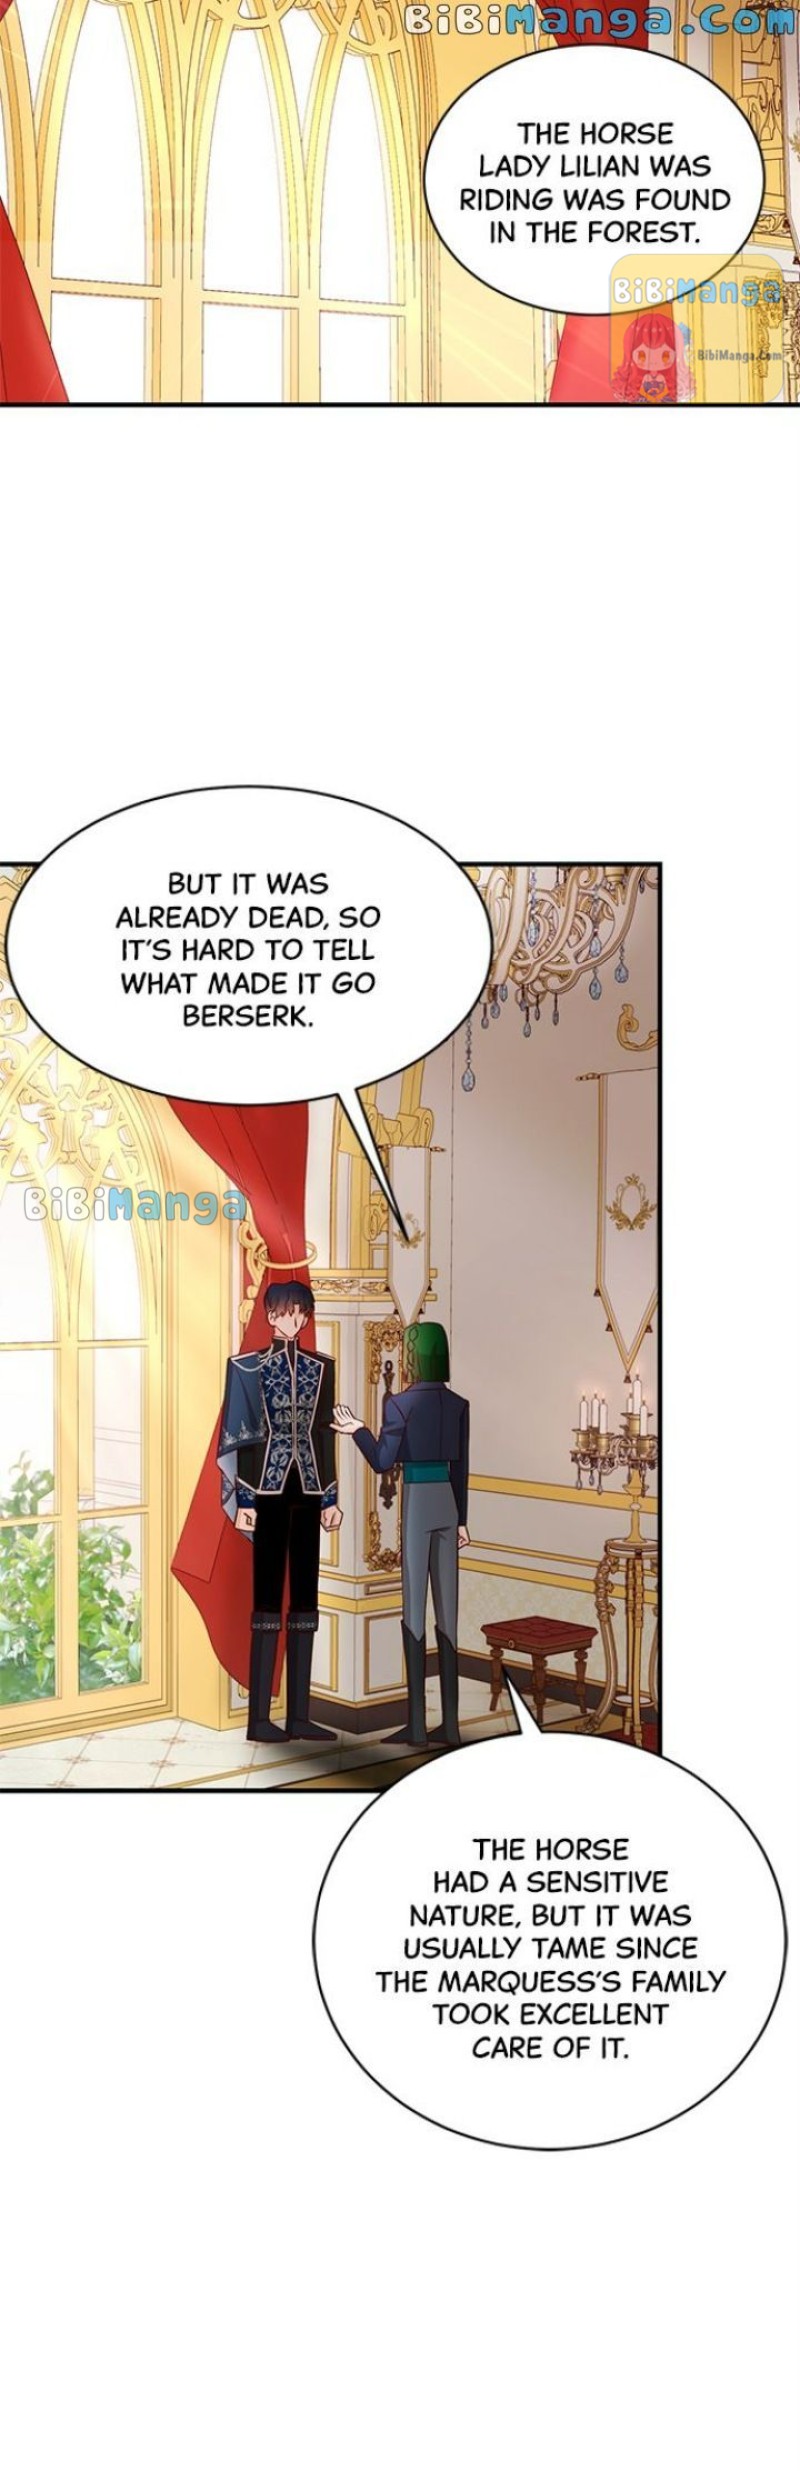 BiBiManga.Com
THE HORSE
LADY LILIAN WAS
RIDING WAS FOUND
IN THE FOREST.
BiBiManga
BibiManga.Com
BUT IT WAS
ALREADY DEAD, SO
IT'S HARD TO TELL
WHAT MADE IT GO
BERSERK.
BiBiManga
THE HORSE
HAD A SENSITIVE
NATURE, BUT IT WAS
USUALLY TAME SINCE
THE MARQUESS'S FAMILY
TOOK EXCELLENT
CARE OF IT.